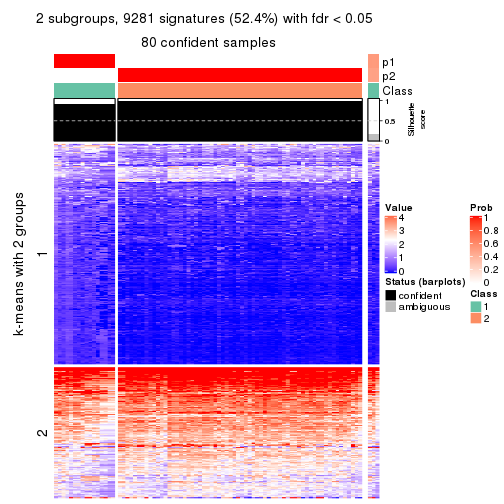 2 subgroups, 9281 signatures (52.4%) with fdr < 0.05
80 confident samples
p1
p2
Class
1
0.5
0
Silhouette
score
k-means with 2 groups
1
2
Value
4
3
2
1
0
Status (barplots)
confident
ambiguous
Prob
1
0.8
0.6
0.4
0.2
0
Class
1
2